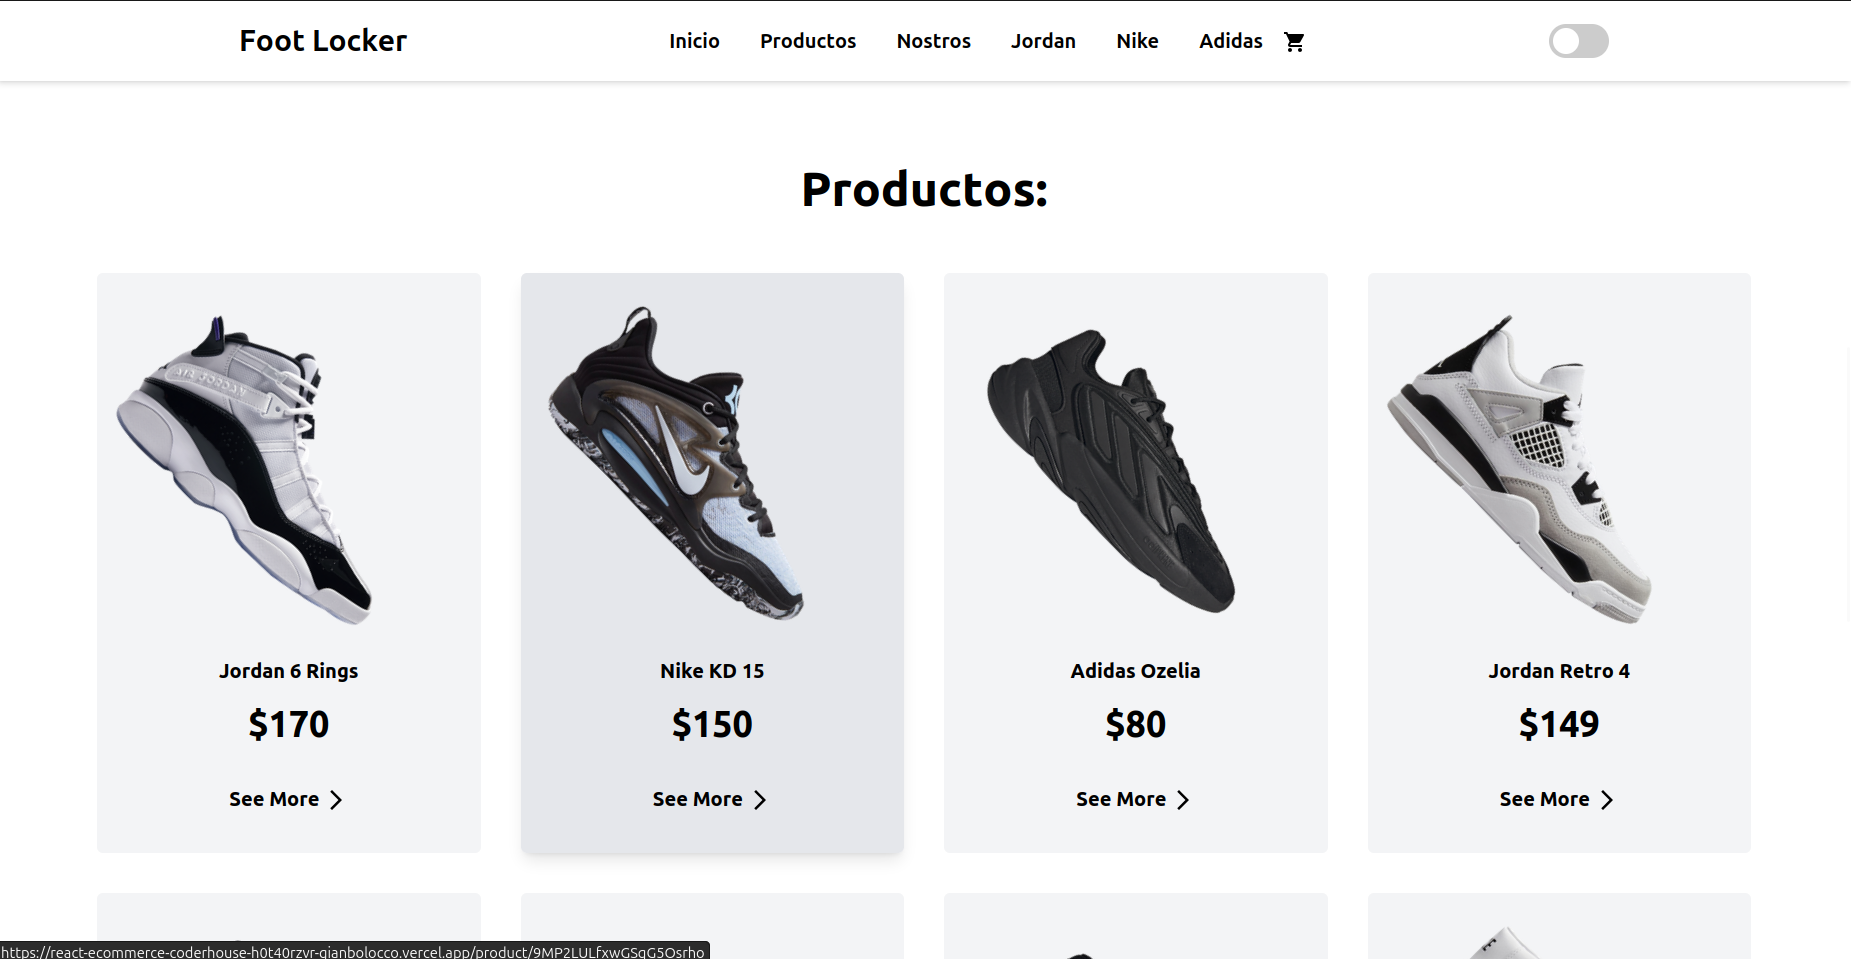 Foot Locker
Inicio Productos Nostros Jordan Nike Adidas
Productos:
AIR JORDAN
Jordan 6 Rings
$170
See More
Nike KD 15
$150
See More
Adidas Ozelia
$80
See More
Jordan Retro 4
$149
See More
https://react-ecommerce-coderhouse-h0t40rzvr-gianbolocco.vercel.app/product/9MP2LULfxwGSqG5Osrho